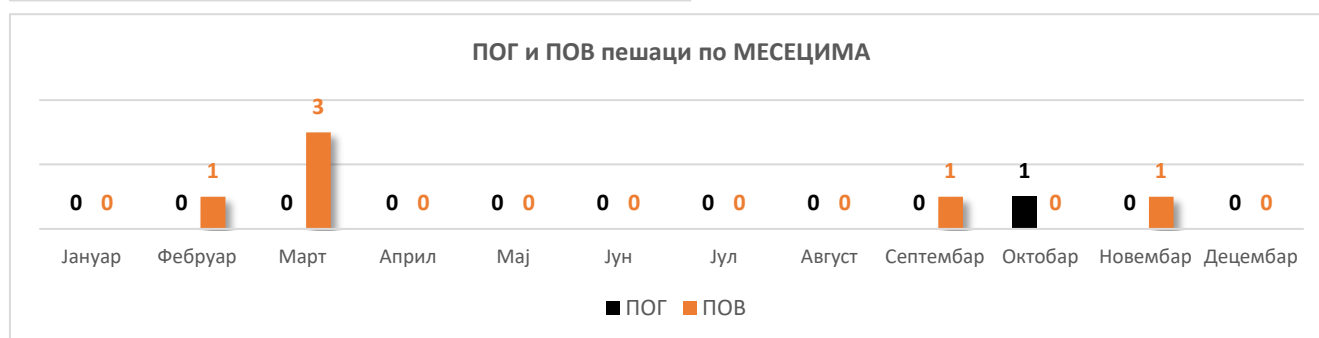 ПОГ и ПОВ пешаци по МЕСЕЦИМА
3
1 1 1 1
0 0 0 0 0 0 0 0 0 0 0 0 0 0 0 0 0 0 0 0
Јануар Фебруар Март Април Мај Јун Јул Август Септембар Октобар Новембар Децембар
ПОГ ПОВ